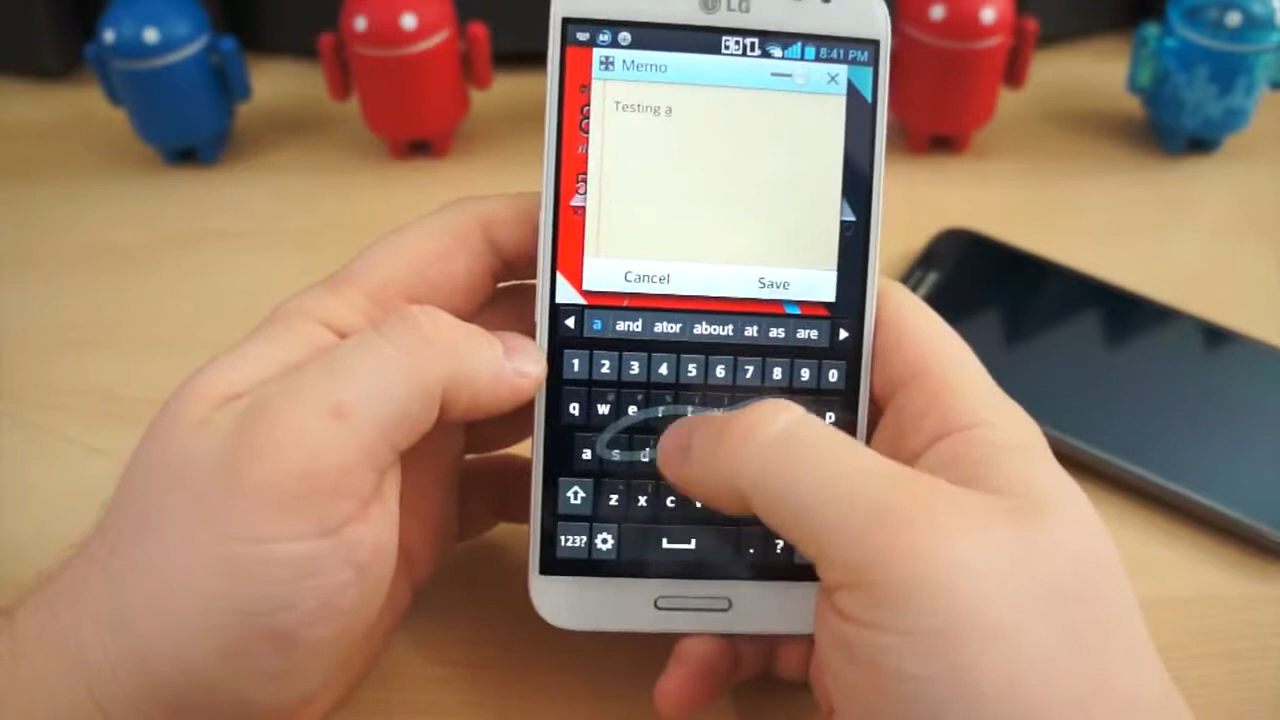 LG
8:41 PM
Memo
Testing a
Cancel Save
a and ator about at as are
1 2 3 4 5 6 7 8 9 0
q w e r t p
a s d
z x c
123? . ?